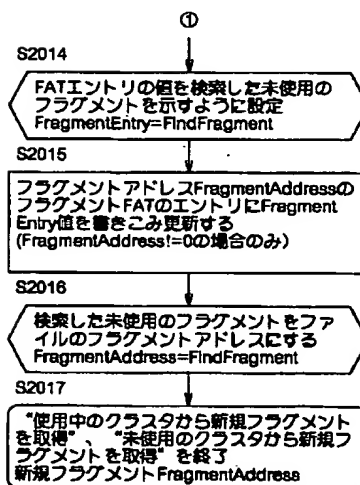 ①
S2014
FATエントリの値を検索した未使用の
フラグメントを示すように設定
FragmentEntry=FindFragment
S2015
フラグメントアドレスFragmentAddressの
フラグメントFATのエントリにFragment
Entry値を書きこみ更新する
(FragmentAddress!=0の場合のみ)
S2016
検索した未使用のフラグメントをファ
イルのフラグメントアドレスにする
FragmentAddress=FindFragment
S2017
“使用中のクラスタから新規フラグメント
を取得”、“未使用のクラスタから新規フ
ラグメントを取得”を終了
新規フラグメントFragmentAddress